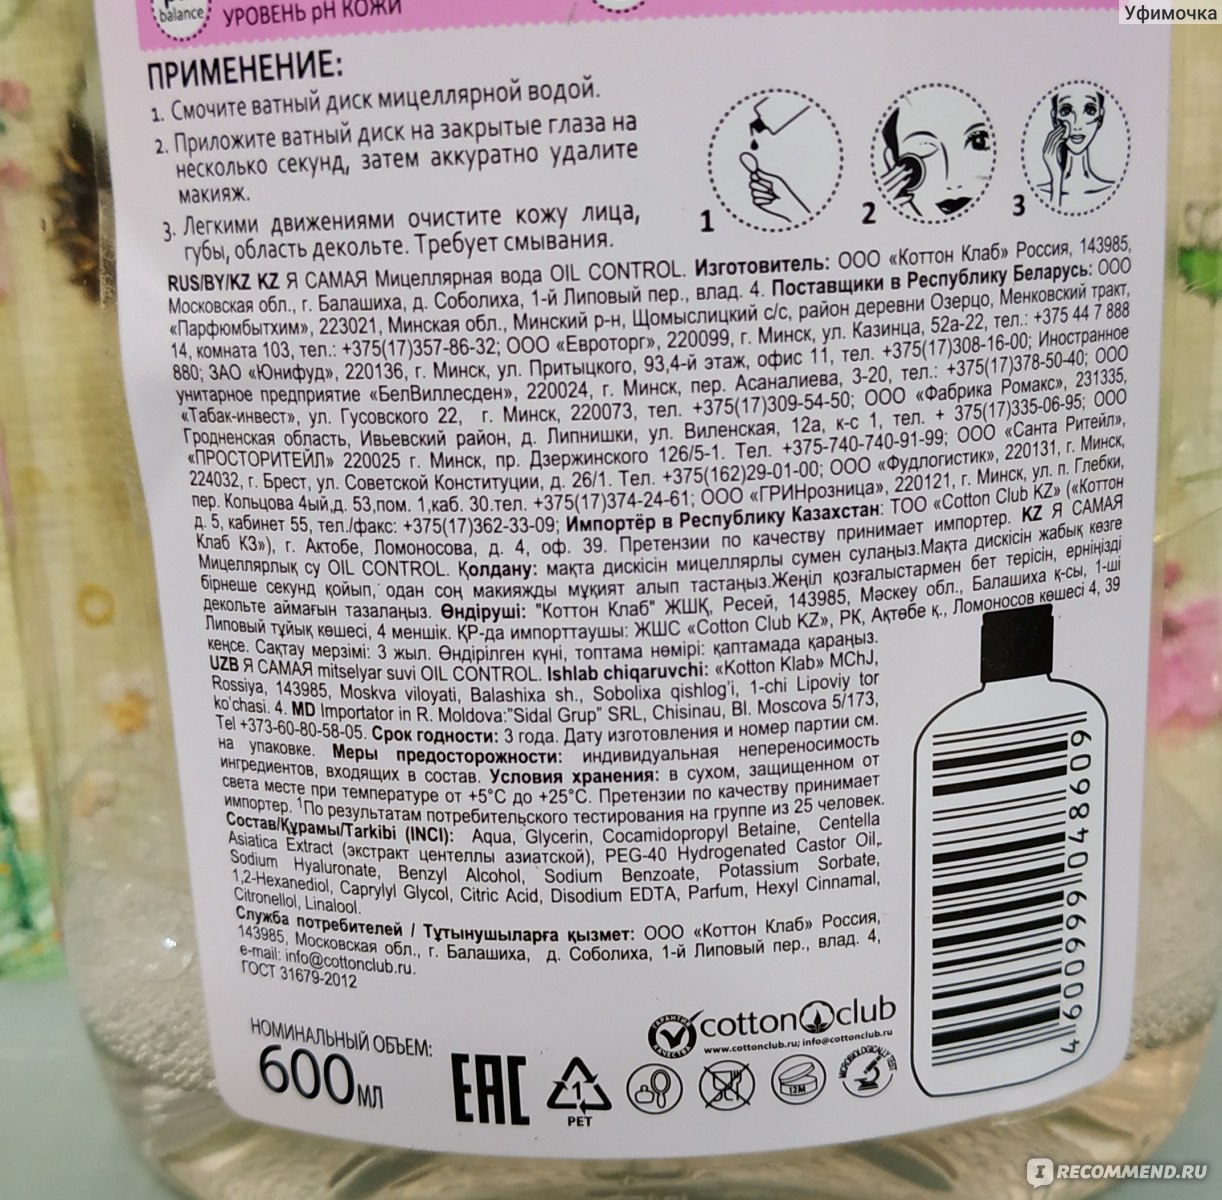 Уфимочка
balance
УРОВЕНЬ pH КОЖИ
ПРИМЕНЕНИЕ:
1. Смочите ватный диск мицеллярной водой.
2. Приложите ватный диск на закрытые глаза на
несколько секунд, затем аккуратно удалите
макияж.
3. Легкими движениями очистите кожу лица,
губы, область декольте. Требует смывания.
1
2
3
RUS/BY/KZ KZ Я САМАЯ Мицеллярная вода OIL CONTROL. Изготовитель: ООО «Коттон Клаб» Россия, 143985,
Московская обл., г. Балашиха, д. Соболиха, 1-й Липовый пер., влад. 4. Поставщики в Республику Беларусь: ООО
«Парфюмбытхим», 223021, Минская обл., Минский р-н, Щомыслицкий с/с, район деревни Озерцо, Менковский тракт,
14, комната 103, тел.: +375(17)357-86-32; ООО «Евроторг», 220099, г. Минск, ул. Казинца, 52а-22, тел.: +375 44 7 888
880; ЗАО «Юнифуд», 220136, г. Минск, ул. Притыцкого, 93,4-й этаж, офис 11, тел. +375(17)308-16-00; Иностранное
унитарное предприятие «БелВиллесден», 220024, г. Минск, пер. Асаналиева, 3-20, тел.: +375(17)378-50-40; ООО
«Табак-инвест», ул. Гусовского 22, г. Минск, 220073, тел. +375(17)309-54-50; ООО «Фабрика Ромакс», 231335,
Гродненская область, Ивьевский район, д. Липнишки, ул. Виленская, 12а, к-с 1, тел. + 375(17)335-06-95; ООО
«ПРОСТОРИТЕЙЛ» 220025 г. Минск, пр. Дзержинского 126/5-1. Тел. +375-740-740-91-99; ООО «Санта Ритейл»,
224032, г. Брест, ул. Советской Конституции, д. 26/1. Тел. +375(162)29-01-00; ООО «Фудлогистик», 220131, г. Минск,
пер. Кольцова 4ый,д. 53,пом. 1,каб. 30.тел. +375(17)374-24-61; ООО «ГРИНрозница», 220121, г. Минск, ул. п. Глебки,
д. 5, кабинет 55, тел./факс: +375(17)362-33-09; Импортёр в Республику Казахстан: ТОО «Cotton Club KZ» («Коттон
Клаб КЗ»), г. Актобе, Ломоносова, д. 4, оф. 39. Претензии по качеству принимает импортер. KZ Я САМАЯ
Мицеллярлық су OIL CONTROL. Қолдану: мақта дискісін мицеллярлы сумен сулаңыз.Мақта дискісін жабық көзге
бірнеше секунд қойып, одан соң макияжды мұқият алып тастаңыз.Жеңіл қозғалыстармен бет терісін, ерніңізді
декольте аймағын тазалаңыз. Өндіруші: "Коттон Клаб" ЖШҚ, Ресей, 143985, Мәскеу обл., Балашиха қ-сы, 1-ші
Липовый тұйық көшесі, 4 меншік. ҚР-да импорттаушы: ЖШС «Cotton Club KZ», РК, Ақтөбе қ., Ломоносов көшесі 4, 39
кеңсе. Сақтау мерзімі: 3 жыл. Өндірілген күні, топтама нөмірі: қаптамада қараңыз.
UZB Я САМАЯ mitselyar suvi OIL CONTROL. Ishlab chiqaruvchi: «Kotton Klab» MChJ,
Rossiya, 143985, Moskva viloyati, Balashixa sh., Sobolixa qishlog'i, 1-chi Lipoviy tor
ko'chasi. 4. MD Importator in R. Moldova:"Sidal Grup" SRL, Chisinau, Bl. Moscova 5/173,
Tel +373-60-80-58-05. Срок годности: 3 года. Дату изготовления и номер партии см.
на упаковке. Меры предосторожности: индивидуальная непереносимость
ингредиентов, входящих в состав. Условия хранения: в сухом, защищенном от
света месте при температуре от +5°C до +25°C. Претензии по качеству принимает
импортер. ¹По результатам потребительского тестирования на группе из 25 человек.
Состав/Құрамы/Tarkibi (INCI): Aqua, Glycerin, Cocamidopropyl Betaine, Centella
Asiatica Extract (экстракт центеллы азиатской), PEG-40 Hydrogenated Castor Oil,
Sodium Hyaluronate, Benzyl Alcohol, Sodium Benzoate, Potassium Sorbate,
1,2-Hexanediol, Caprylyl Glycol, Citric Acid, Disodium EDTA, Parfum, Hexyl Cinnamal,
Citronellol, Linalool.
Служба потребителей / Тұтынушыларға қызмет: ООО «Коттон Клаб» Россия,
143985, Московская обл., г. Балашиха, д. Соболиха, 1-й Липовый пер., влад. 4,
e-mail: info@cottonclub.ru.
ГОСТ 31679-2012
4600999048609
НОМИНАЛЬНЫЙ ОБЪЕМ:
600 МЛ
EAC
1
PET
ГАРАНТИЯ КАЧЕСТВА
cotton club
www.cottonclub.ru; info@cottonclub.ru
12M
MICROBIOLOGICALLY TEST
IRECOMMEND.RU